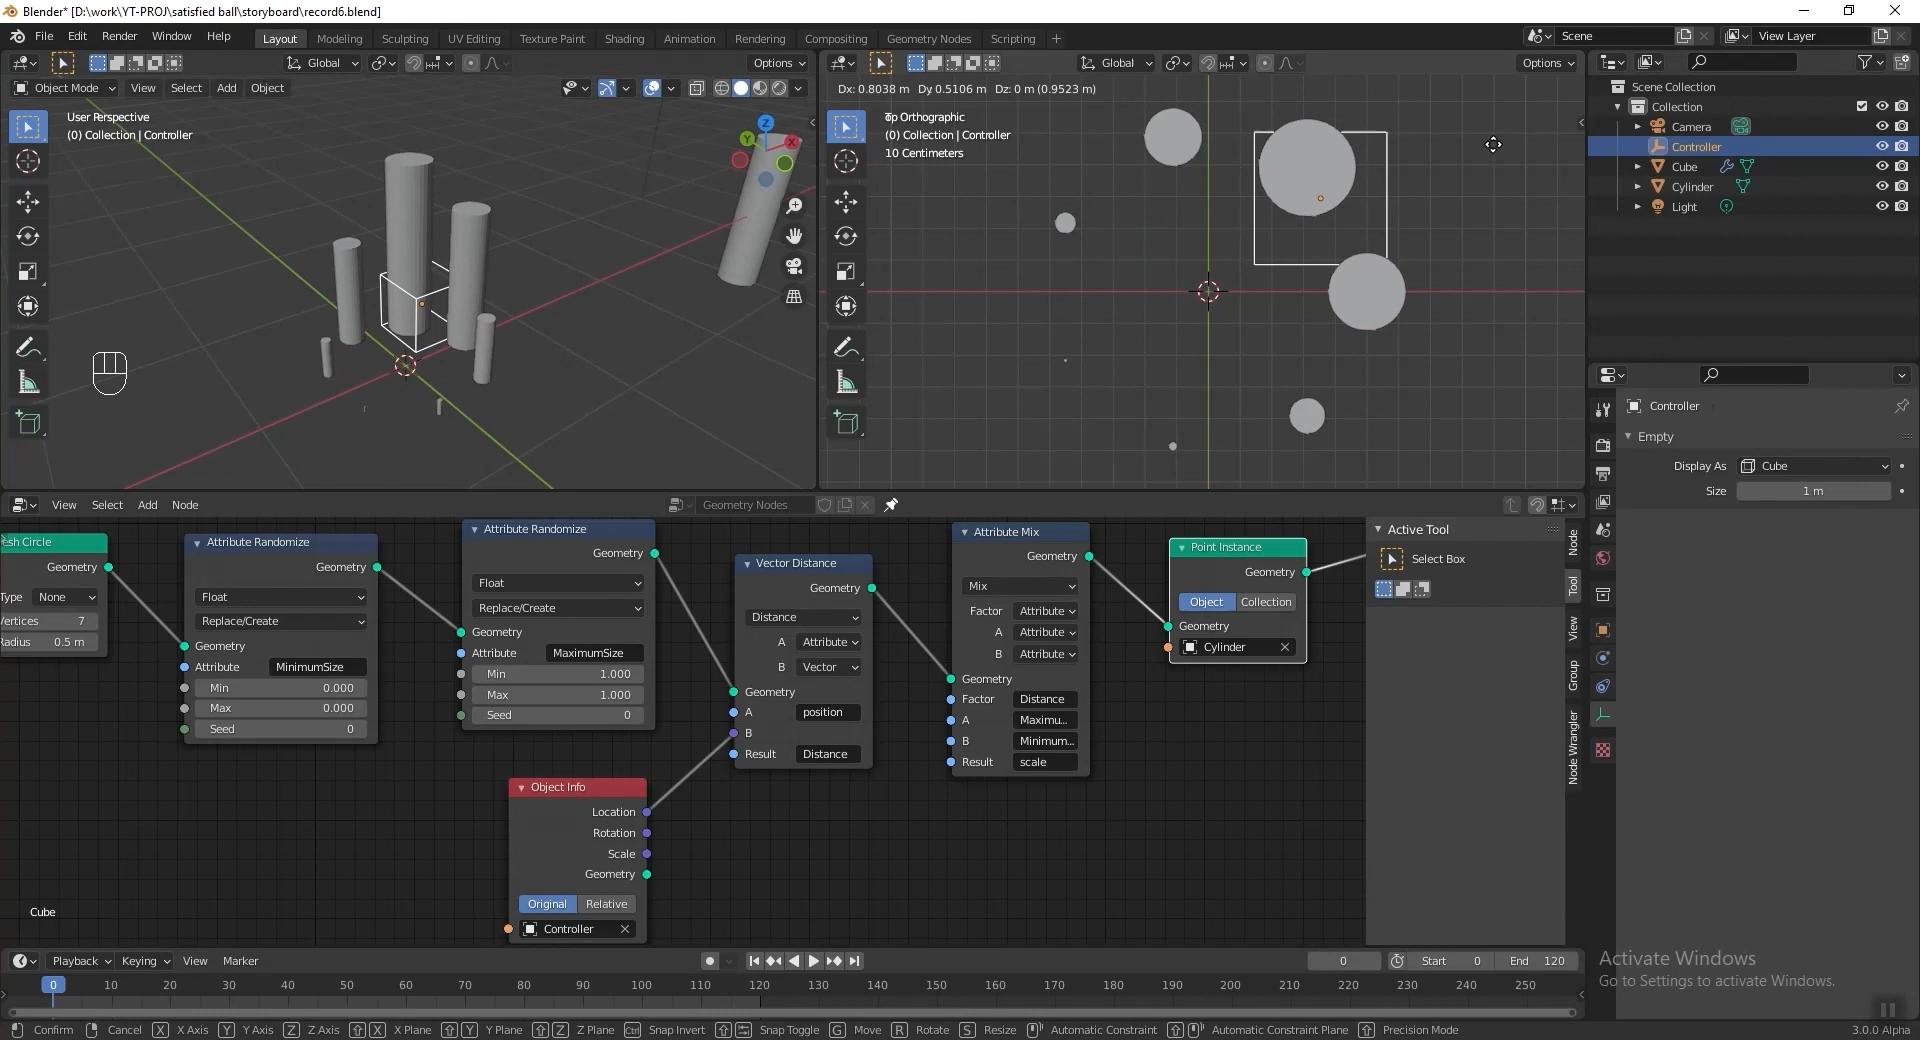 Blender* [D:\work\YT-PROJ\satisfied ball\storyboard\record6.blend]
File Edit Render Window Help Layout Modeling Sculpting UV Editing Texture Paint Shading Animation Rendering Compositing Geometry Nodes Scripting + Scene View Layer
Global Options
Global Options
Object Mode View Select Add Object
Dx: 0.8038 m Dy 0.5106 m Dz: 0 m (0.9523 m)
User Perspective
(0) Collection | Controller
Z
Y
X
Top Orthographic
(0) Collection | Controller
10 Centimeters
Scene Collection
Collection
Camera
Controller
Cube
Cylinder
Light
Controller
Empty
Display As Cube
Size 1 m
View Select Add Node Geometry Nodes
Geometry
None
Vertices 7
0.5 m
Attribute Randomize
Geometry
Float
Replace/Create
Geometry
Attribute MinimumSize
Min 0.000
Max 0.000
Seed 0
Attribute Randomize
Geometry
Float
Replace/Create
Geometry
Attribute MaximumSize
Min 1.000
Max 1.000
Seed 0
Object Info
Location
Rotation
Scale
Geometry
Original Relative
Controller
Vector Distance
Geometry
Distance
A Attribute
B Vector
Geometry
A position
B
Result Distance
Attribute Mix
Geometry
Mix
Factor Attribute
A Attribute
B Attribute
Geometry
Factor Distance
A Maximu...
B Minimum...
Result scale
Point Instance
Geometry
Object Collection
Geometry
Cylinder
Active Tool
Select Box
Node
Tool
View
Group
Node Wrangler
Cube
Playback Keying View Marker 0 Start 0 End 120
0 10 20 30 40 50 60 70 80 90 100 110 120 130 140 150 160 170 180 190 200 210 220 230 240 250
Activate Windows
Go to Settings to activate Windows.
Confirm Cancel X X Axis Y Y Axis Z Z Axis X X Plane Y Y Plane Z Z Plane Ctrl Snap Invert Snap Toggle G Move R Rotate S Resize Automatic Constraint Automatic Constraint Plane Precision Mode 3.0.0 Alpha